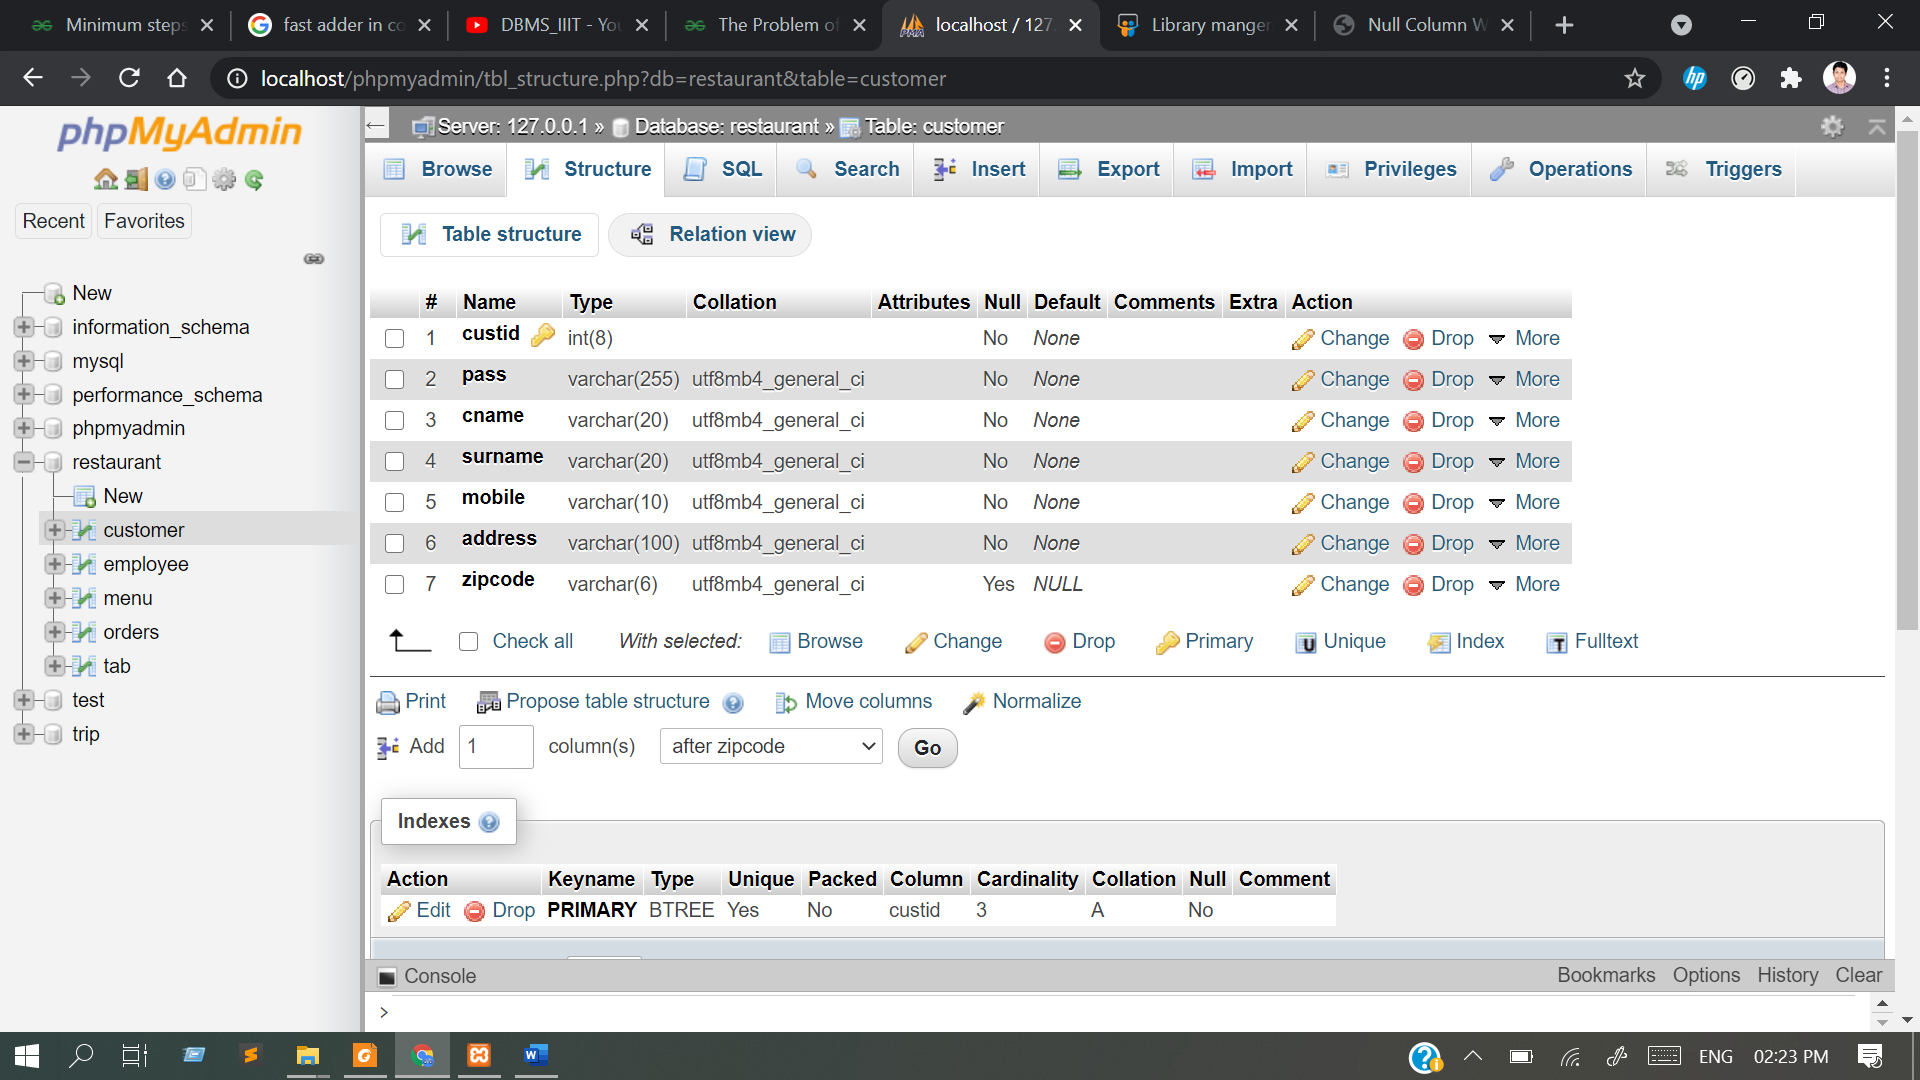 Minimum steps
fast adder in co
DBMS_IIIT - You
The Problem of
localhost / 127.
Library manger
Null Column W
localhost/phpmyadmin/tbl_structure.php?db=restaurant&table=customer
hp
phpMyAdmin
Recent
Favorites
New
information_schema
mysql
performance_schema
phpmyadmin
restaurant
New
customer
employee
menu
orders
tab
test
trip
Server: 127.0.0.1 » Database: restaurant » Table: customer
Browse Structure SQL Search Insert Export Import Privileges Operations Triggers
Table structure Relation view
# Name Type Collation Attributes Null Default Comments Extra Action
1 custid int(8) No None Change Drop More
2 pass varchar(255) utf8mb4_general_ci No None Change Drop More
3 cname varchar(20) utf8mb4_general_ci No None Change Drop More
4 surname varchar(20) utf8mb4_general_ci No None Change Drop More
5 mobile varchar(10) utf8mb4_general_ci No None Change Drop More
6 address varchar(100) utf8mb4_general_ci No None Change Drop More
7 zipcode varchar(6) utf8mb4_general_ci Yes NULL Change Drop More
Check all With selected: Browse Change Drop Primary Unique Index Fulltext
Print Propose table structure Move columns Normalize
Add 1 column(s) after zipcode Go
Indexes
Action Keyname Type Unique Packed Column Cardinality Collation Null Comment
Edit Drop PRIMARY BTREE Yes No custid 3 A No
Console Bookmarks Options History Clear
>
ENG 02:23 PM